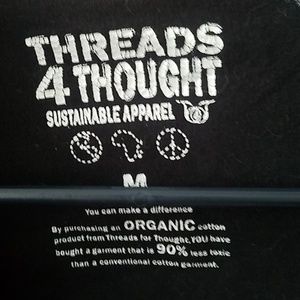 THREADS
4 THOUGHT
SUSTAINABLE APPAREL
M
You can make a difference
By purchasing an ORGANIC cotton
product from Threads for Thought, YOU have
bought a garment that is 90% less toxic
than a conventional cotton garment.